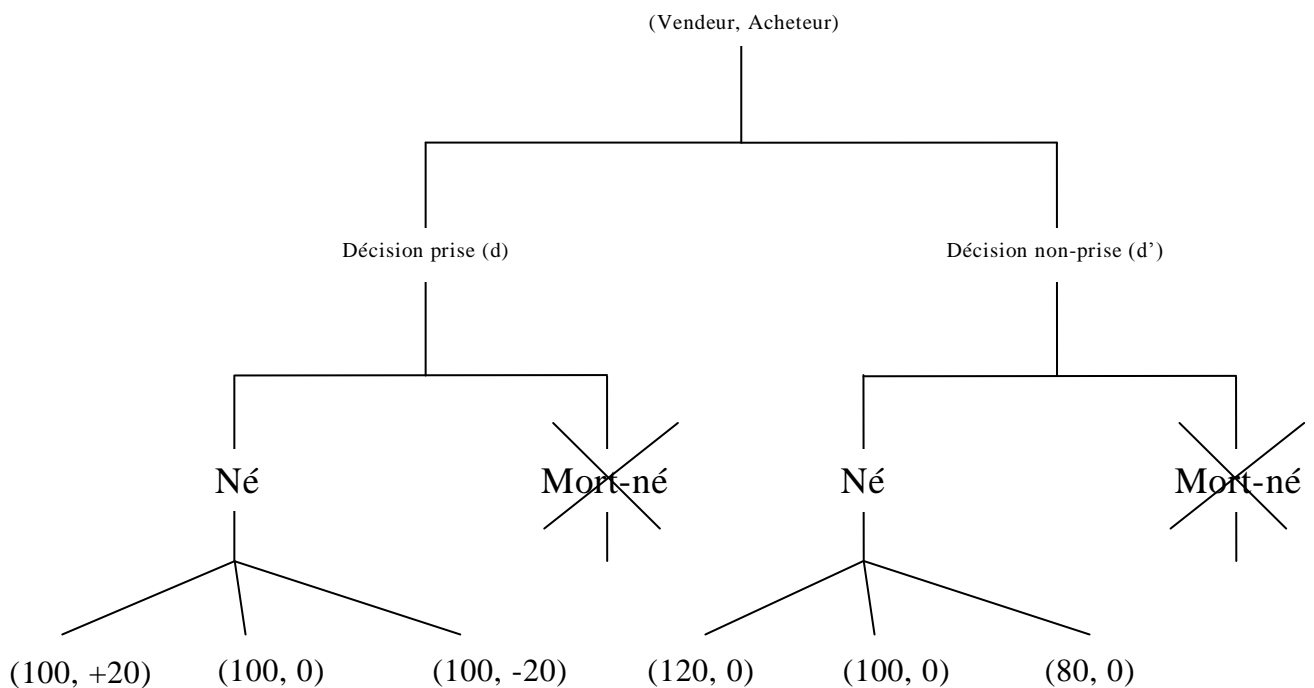 (Vendeur, Acheteur)
Décision prise (d)
Décision non-prise (d’)
Né
Mort-né
Né
Mort-né
(100, +20)
(100, 0)
(100, -20)
(120, 0)
(100, 0)
(80, 0)